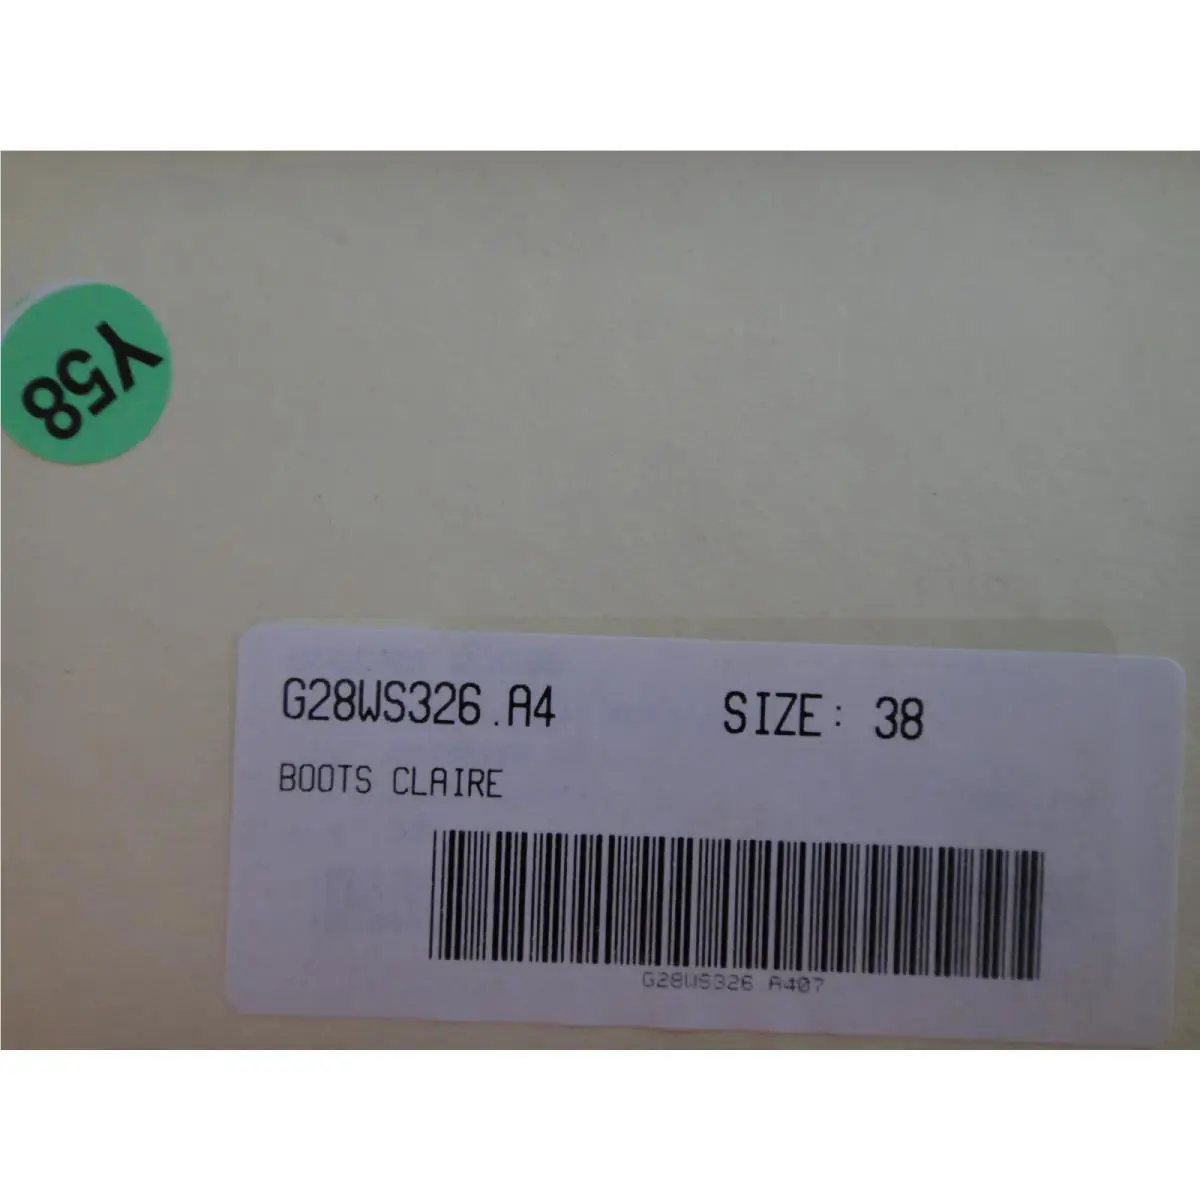 Y58
G28WS326.A4 SIZE: 38
BOOTS CLAIRE
G28WS326.A407